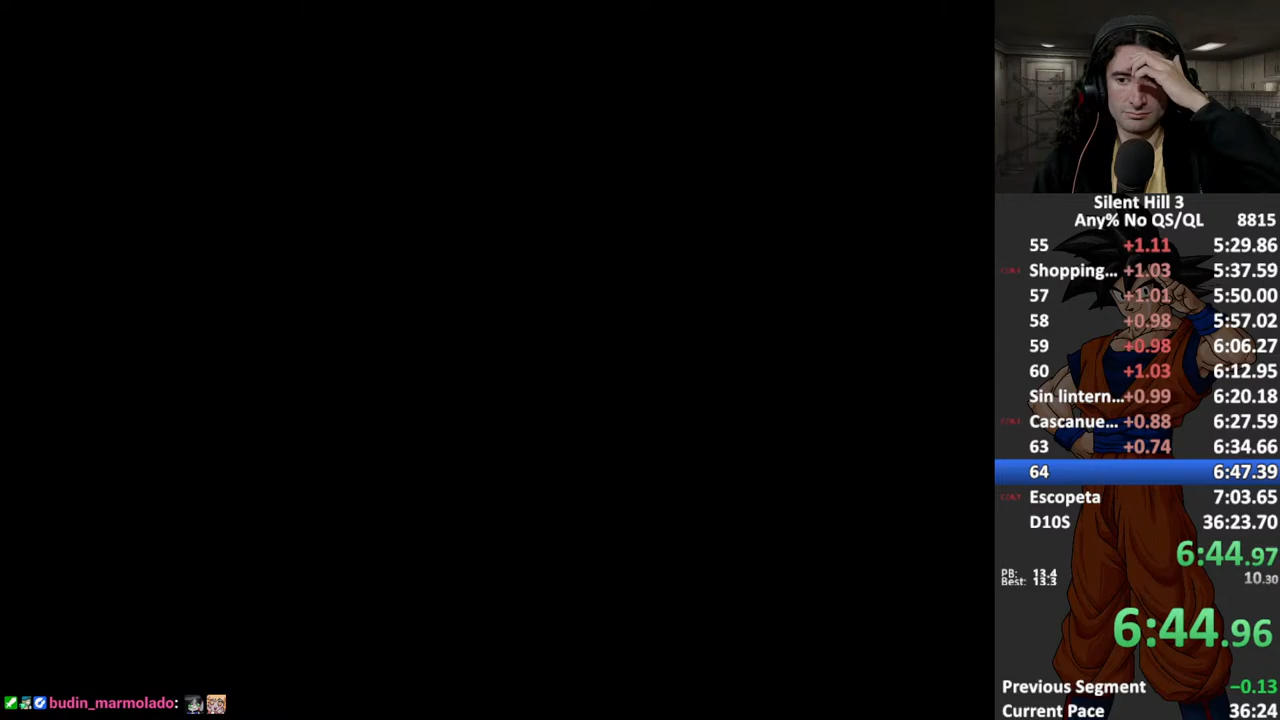 Silent Hill 3
Any% No QS/QL 8815
55 +1.11 5:29.86
Shopping... +1.03 5:37.59
57 +1.01 5:50.00
58 +0.98 5:57.02
59 +0.98 6:06.27
60 +1.03 6:12.95
Sin lintern... +0.99 6:20.18
Cascanue... +0.88 6:27.59
63 +0.74 6:34.66
64 6:47.39
Escopeta 7:03.65
D10S 36:23.70
6:44.97
PB: 13.4 10.30
Best: 13.3
6:44.96
Previous Segment −0.13
Current Pace 36:24
budin_marmolado: